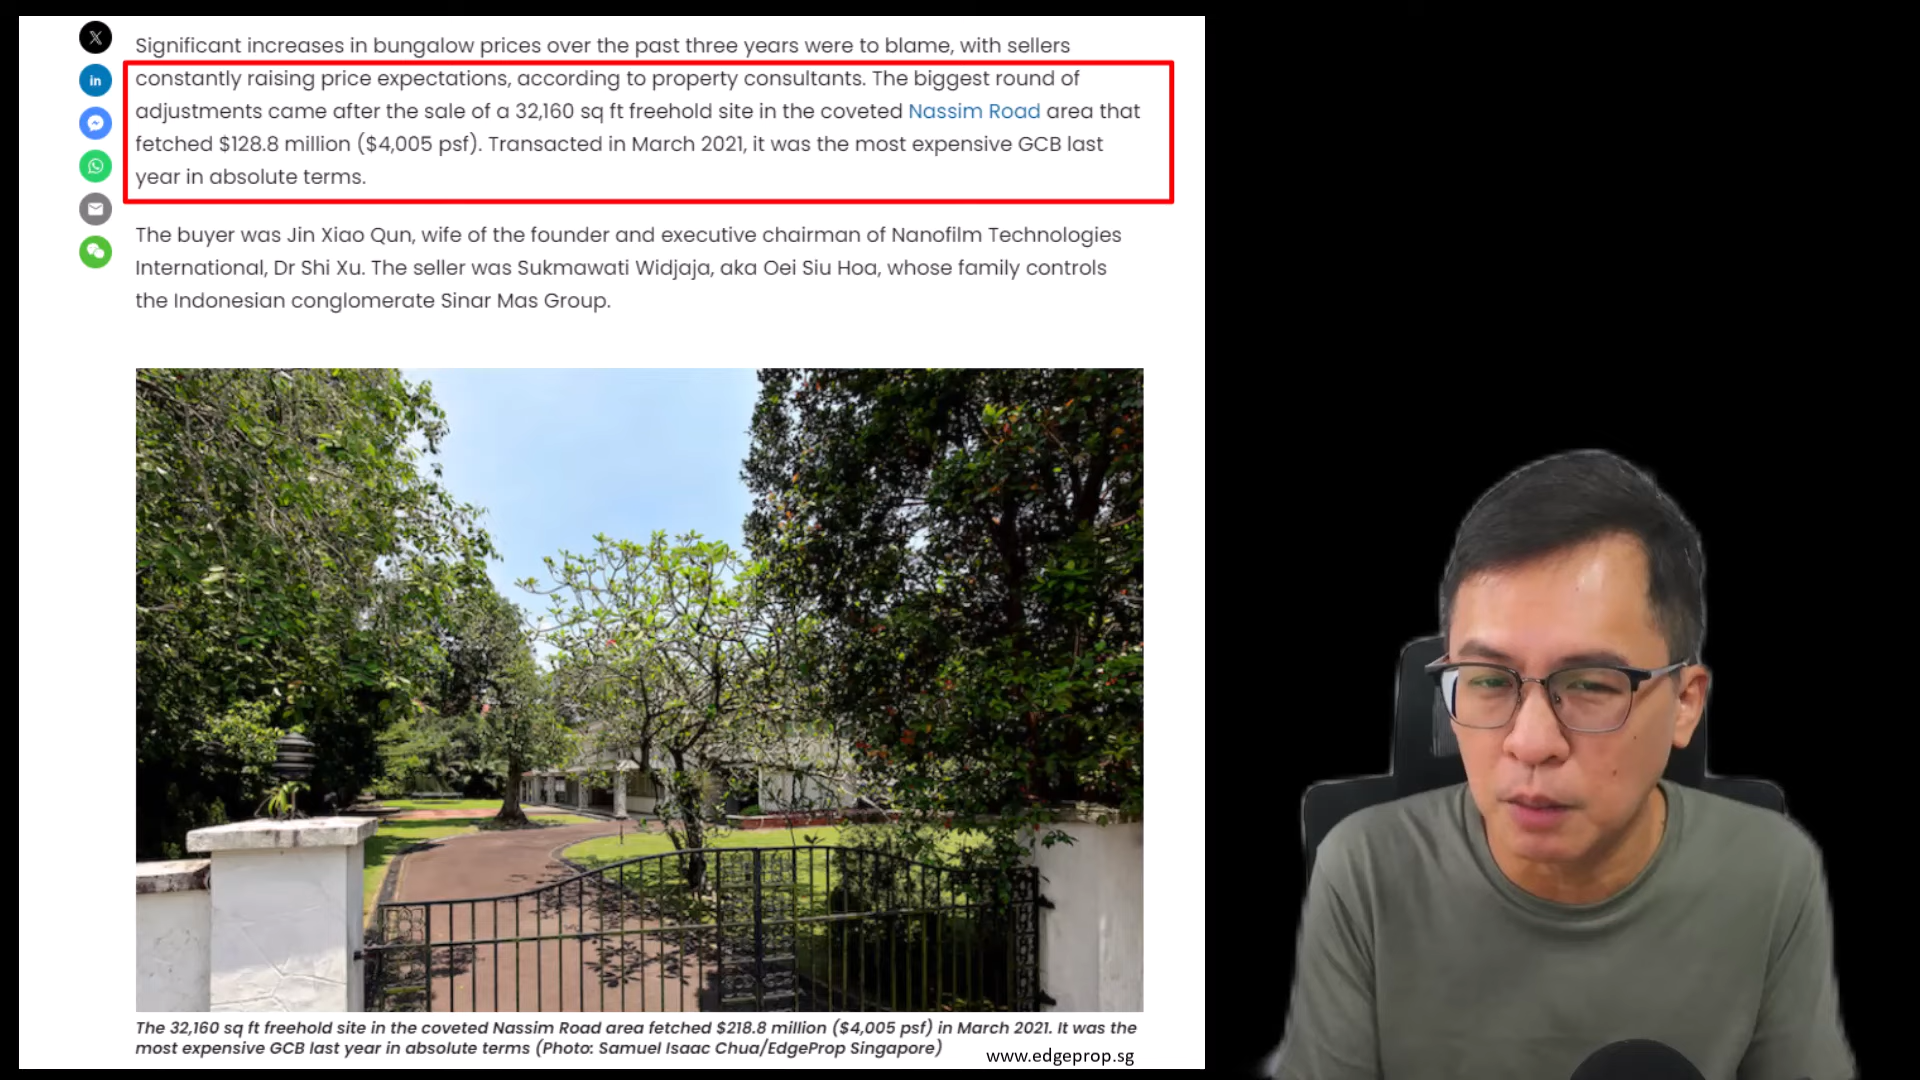 Significant increases in bungalow prices over the past three years were to blame, with sellers
constantly raising price expectations, according to property consultants. The biggest round of
adjustments came after the sale of a 32,160 sq ft freehold site in the coveted Nassim Road area that
fetched $128.8 million ($4,005 psf). Transacted in March 2021, it was the most expensive GCB last
year in absolute terms.
The buyer was Jin Xiao Qun, wife of the founder and executive chairman of Nanofilm Technologies
International, Dr Shi Xu. The seller was Sukmawati Widjaja, aka Oei Siu Hoa, whose family controls
the Indonesian conglomerate Sinar Mas Group.
The 32,160 sq ft freehold site in the coveted Nassim Road area fetched $218.8 million ($4,005 psf) in March 2021. It was the
most expensive GCB last year in absolute terms (Photo: Samuel Isaac Chua/EdgeProp Singapore)
www.edgeprop.sg